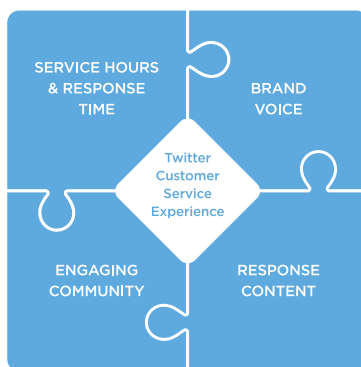 SERVICE HOURS
& RESPONSE
TIME
BRAND
VOICE
Twitter
Customer
Service
Experience
ENGAGING
COMMUNITY
RESPONSE
CONTENT